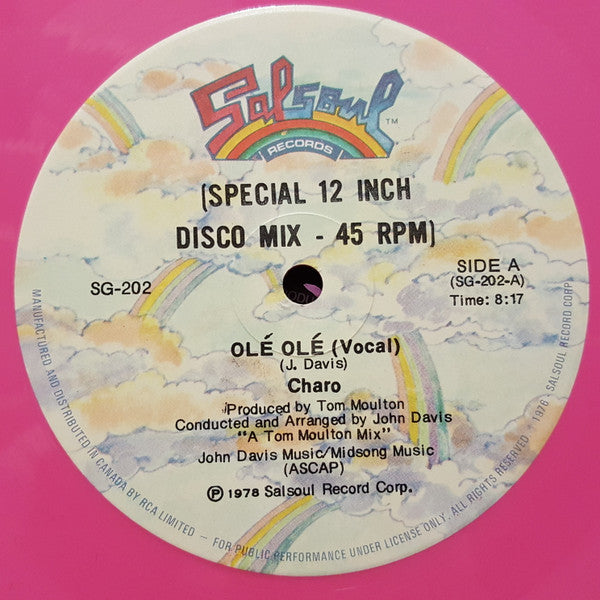 Salsoul
TM
RECORDS
(SPECIAL 12 INCH
DISCO MIX - 45 RPM)
SG-202
SIDE A
(SG-202-A)
Time: 8:17
OLÉ OLÉ (Vocal)
(J. Davis)
Charo
Produced by Tom Moulton
Conducted and Arranged by John Davis
"A Tom Moulton Mix"
John Davis Music/Midsong Music
(ASCAP)
℗ 1978 Salsoul Record Corp.
MANUFACTURED AND DISTRIBUTED IN CANADA BY RCA LIMITED – FOR PUBLIC PERFORMANCE UNDER LICENSE ONLY, ALL RIGHTS RESERVED - 1976 - SALSOUL RECORD CORP.